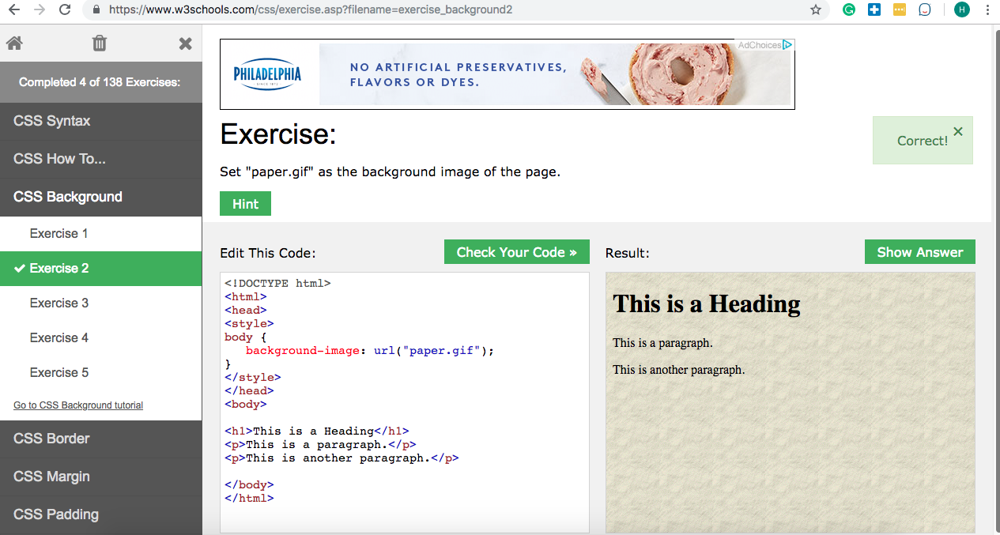 https://www.w3schools.com/css/exercise.asp?filename=exercise_background2
H
Completed 4 of 138 Exercises:
CSS Syntax
CSS How To...
CSS Background
Exercise 1
Exercise 2
Exercise 3
Exercise 4
Exercise 5
Go to CSS Background tutorial
CSS Border
CSS Margin
CSS Padding
AdChoices
PHILADELPHIA
SINCE 1872
NO ARTIFICIAL PRESERVATIVES,
FLAVORS OR DYES.
Exercise:
Correct!
Set "paper.gif" as the background image of the page.
Hint
Edit This Code:
Check Your Code »
<!DOCTYPE html>
<html>
<head>
<style>
body {
   background-image: url("paper.gif");
}
</style>
</head>
<body>

<h1>This is a Heading</h1>
<p>This is a paragraph.</p>
<p>This is another paragraph.</p>

</body>
</html>
Result:
Show Answer
This is a Heading
This is a paragraph.
This is another paragraph.